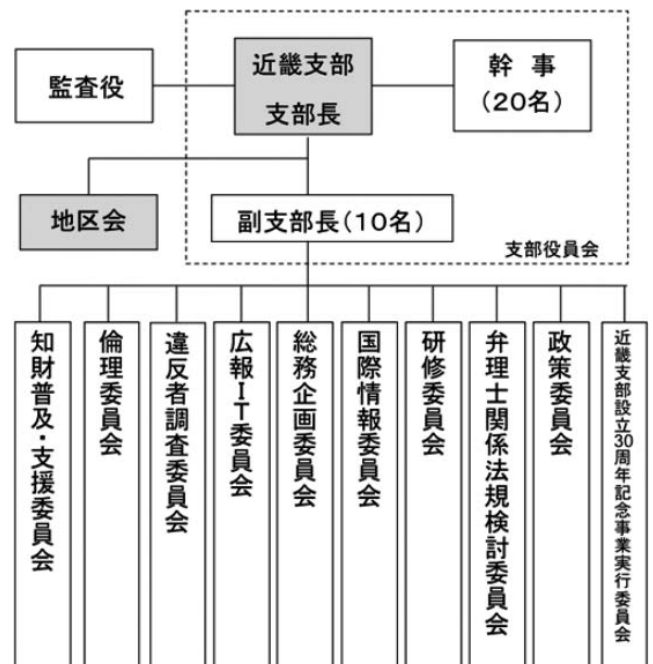 監査役
近畿支部
支部長
幹 事
（20名）
地区会
副支部長（10名）
支部役員会
知財普及・支援委員会
倫理委員会
違反者調査委員会
広報IT委員会
総務企画委員会
国際情報委員会
研修委員会
弁理士関係法規検討委員会
政策委員会
近畿支部設立30周年記念事業実行委員会